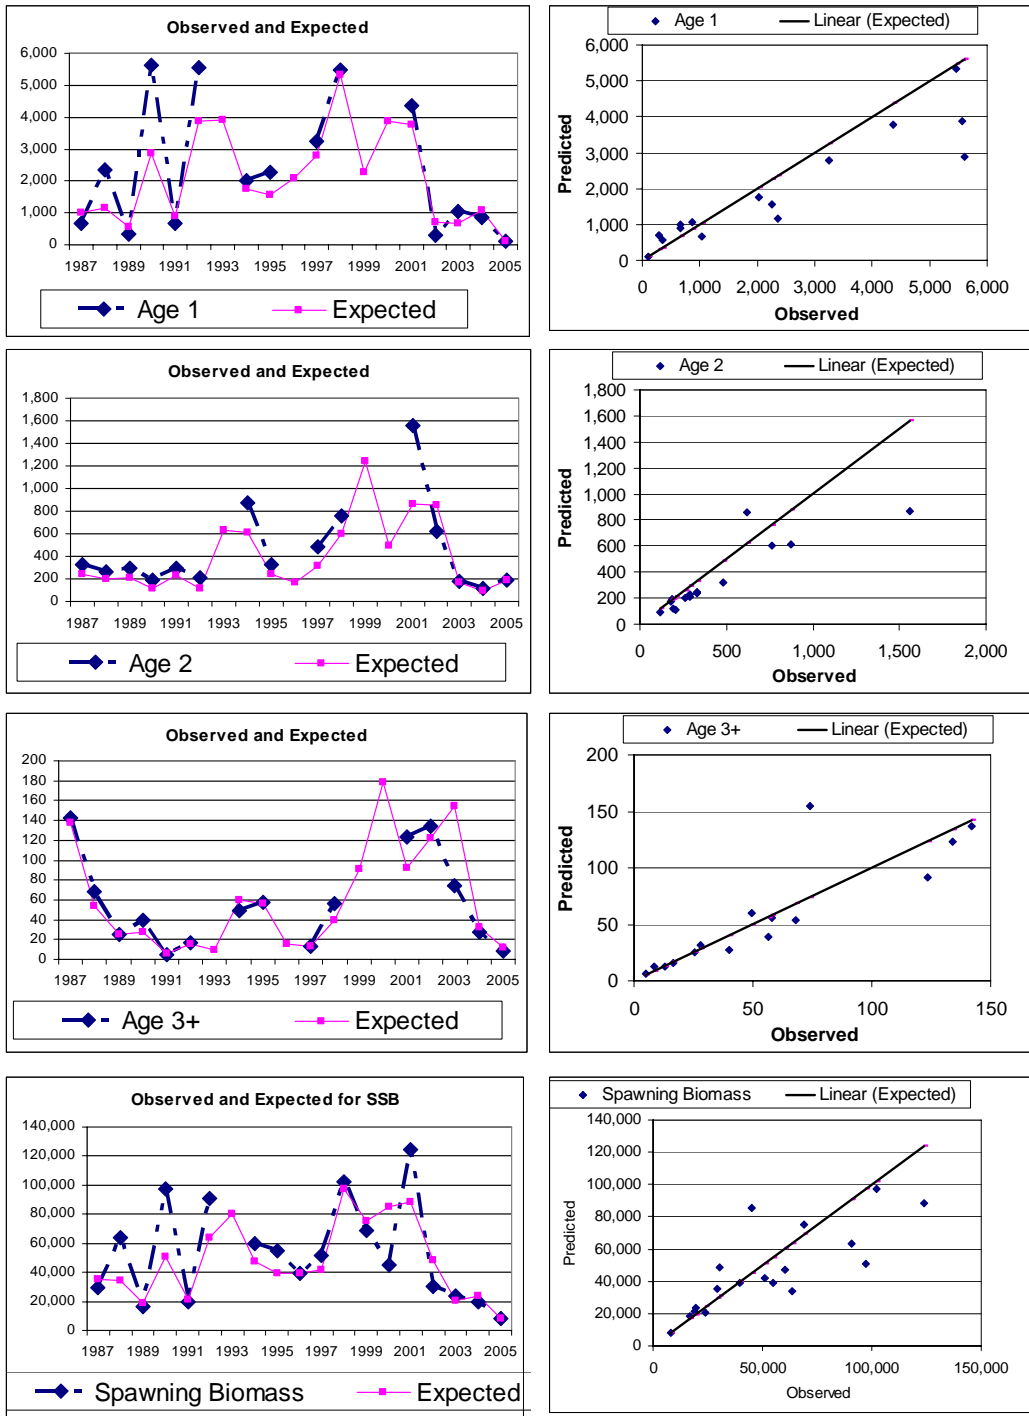 Observed and Expected
6,000
5,000
4,000
3,000
2,000
1,000
0
1987 1989 1991 1993 1995 1997 1999 2001 2003 2005
Age 1 Expected
Age 1 Linear (Expected)
6,000
5,000
4,000
3,000
2,000
1,000
0
Predicted
0 1,000 2,000 3,000 4,000 5,000 6,000
Observed
Observed and Expected
1,800
1,600
1,400
1,200
1,000
800
600
400
200
0
1987 1989 1991 1993 1995 1997 1999 2001 2003 2005
Age 2 Expected
Age 2 Linear (Expected)
1,800
1,600
1,400
1,200
1,000
800
600
400
200
0
Predicted
0 500 1,000 1,500 2,000
Observed
Observed and Expected
200
180
160
140
120
100
80
60
40
20
0
1987 1989 1991 1993 1995 1997 1999 2001 2003 2005
Age 3+ Expected
Age 3+ Linear (Expected)
200
150
100
50
0
Predicted
0 50 100 150
Observed
Observed and Expected for SSB
140,000
120,000
100,000
80,000
60,000
40,000
20,000
0
1987 1989 1991 1993 1995 1997 1999 2001 2003 2005
Spawning Biomass Expected
Spawning Biomass Linear (Expected)
140,000
120,000
100,000
80,000
60,000
40,000
20,000
0
Predicted
0 50,000 100,000 150,000
Observed